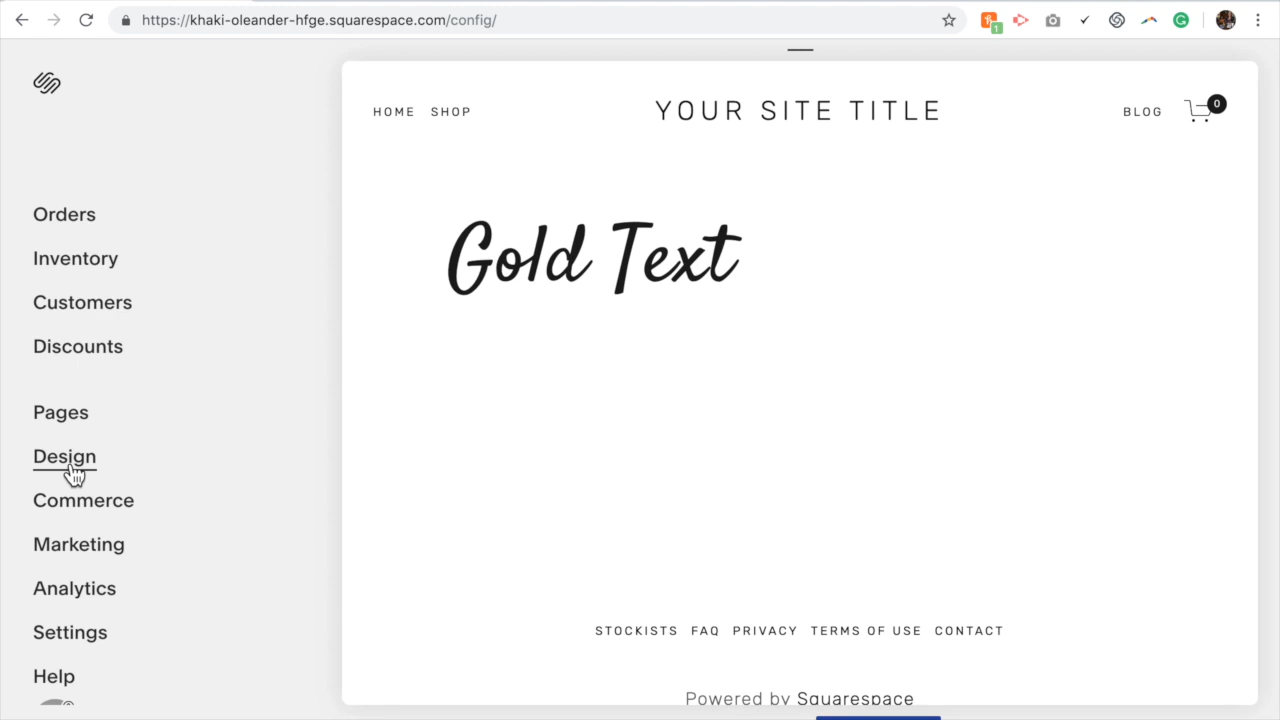 https://khaki-oleander-hfge.squarespace.com/config/
1
Orders
Inventory
Customers
Discounts
Pages
Design
Commerce
Marketing
Analytics
Settings
Help
HOME SHOP
YOUR SITE TITLE
BLOG
0
Gold Text
STOCKISTS FAQ PRIVACY TERMS OF USE CONTACT
Powered by Squarespace